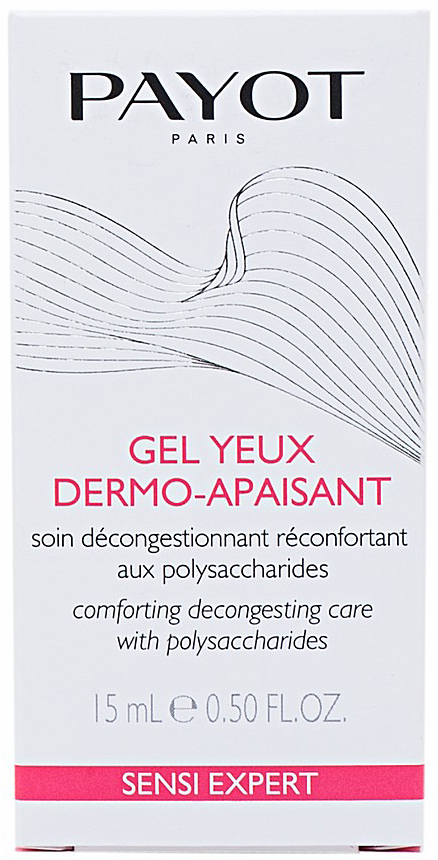 PAYOT
PARIS
GEL YEUX
DERMO-APAISANT
soin décongestionnant réconfortant
aux polysaccharides
comforting decongesting care
with polysaccharides
15 mL ℮ 0.50 FL.OZ.
SENSI EXPERT